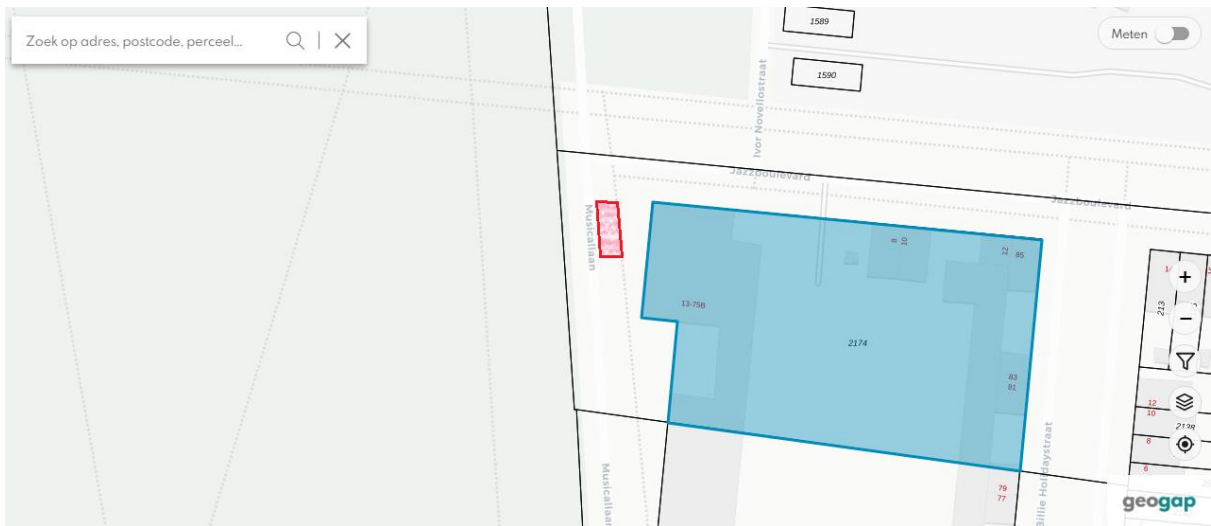 Zoek op adres, postcode, perceel...
Meten
1589
1590
Ivor Novellostraat
Jazzboulevard
Jazzboulevard
Musicallaan
8
10
12
85
13-75B
2174
83
81
213
12
10
2138
8
6
Musicallaan
Billie Holidaystraat
79
77
geogap